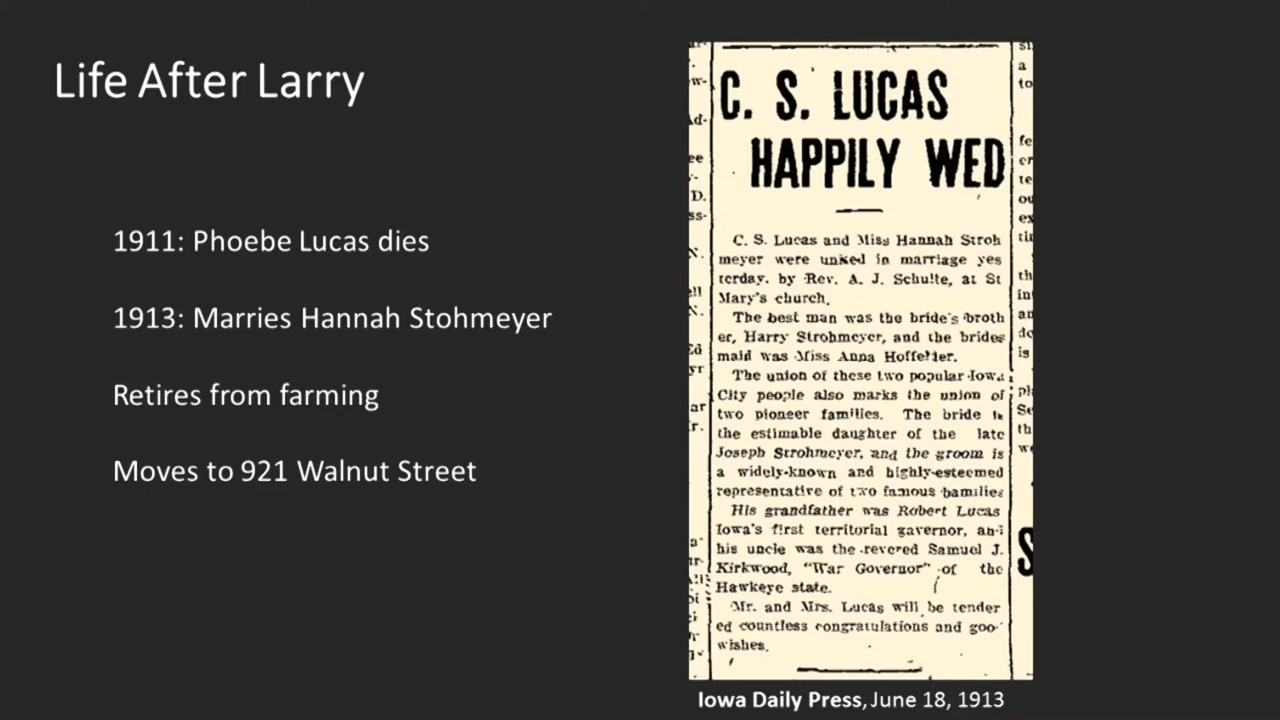 Life After Larry
1911: Phoebe Lucas dies
1913: Marries Hannah Stohmeyer
Retires from farming
Moves to 921 Walnut Street
C. S. LUCAS
HAPPILY WED
C. S. Lucas and Miss Hannah Stroh
meyer were united in marriage yes
terday, by Rev. A. J. Schulte, at St
Mary's church.
The best man was the bride's broth
er, Harry Strohmeyer, and the brides
maid was Miss Anna
The union of these two popular Iowa
City people also marks the union of
two pioneer families. The bride is
the estimable daughter of the late
Joseph Strohmeyer, and the groom is
a widely-known and highly-esteemed
representative of two famous bamilies
His grandfather was Robert Lucas
Iowa's first territorial gavernor, and
his uncle was the revered Samuel J.
Kirkwood, "War Governor" of the
Hawkeye state.
Mr. and Mrs. Lucas will be tender
ed countless congratulations and goo
wishes.
Iowa Daily Press, June 18, 1913